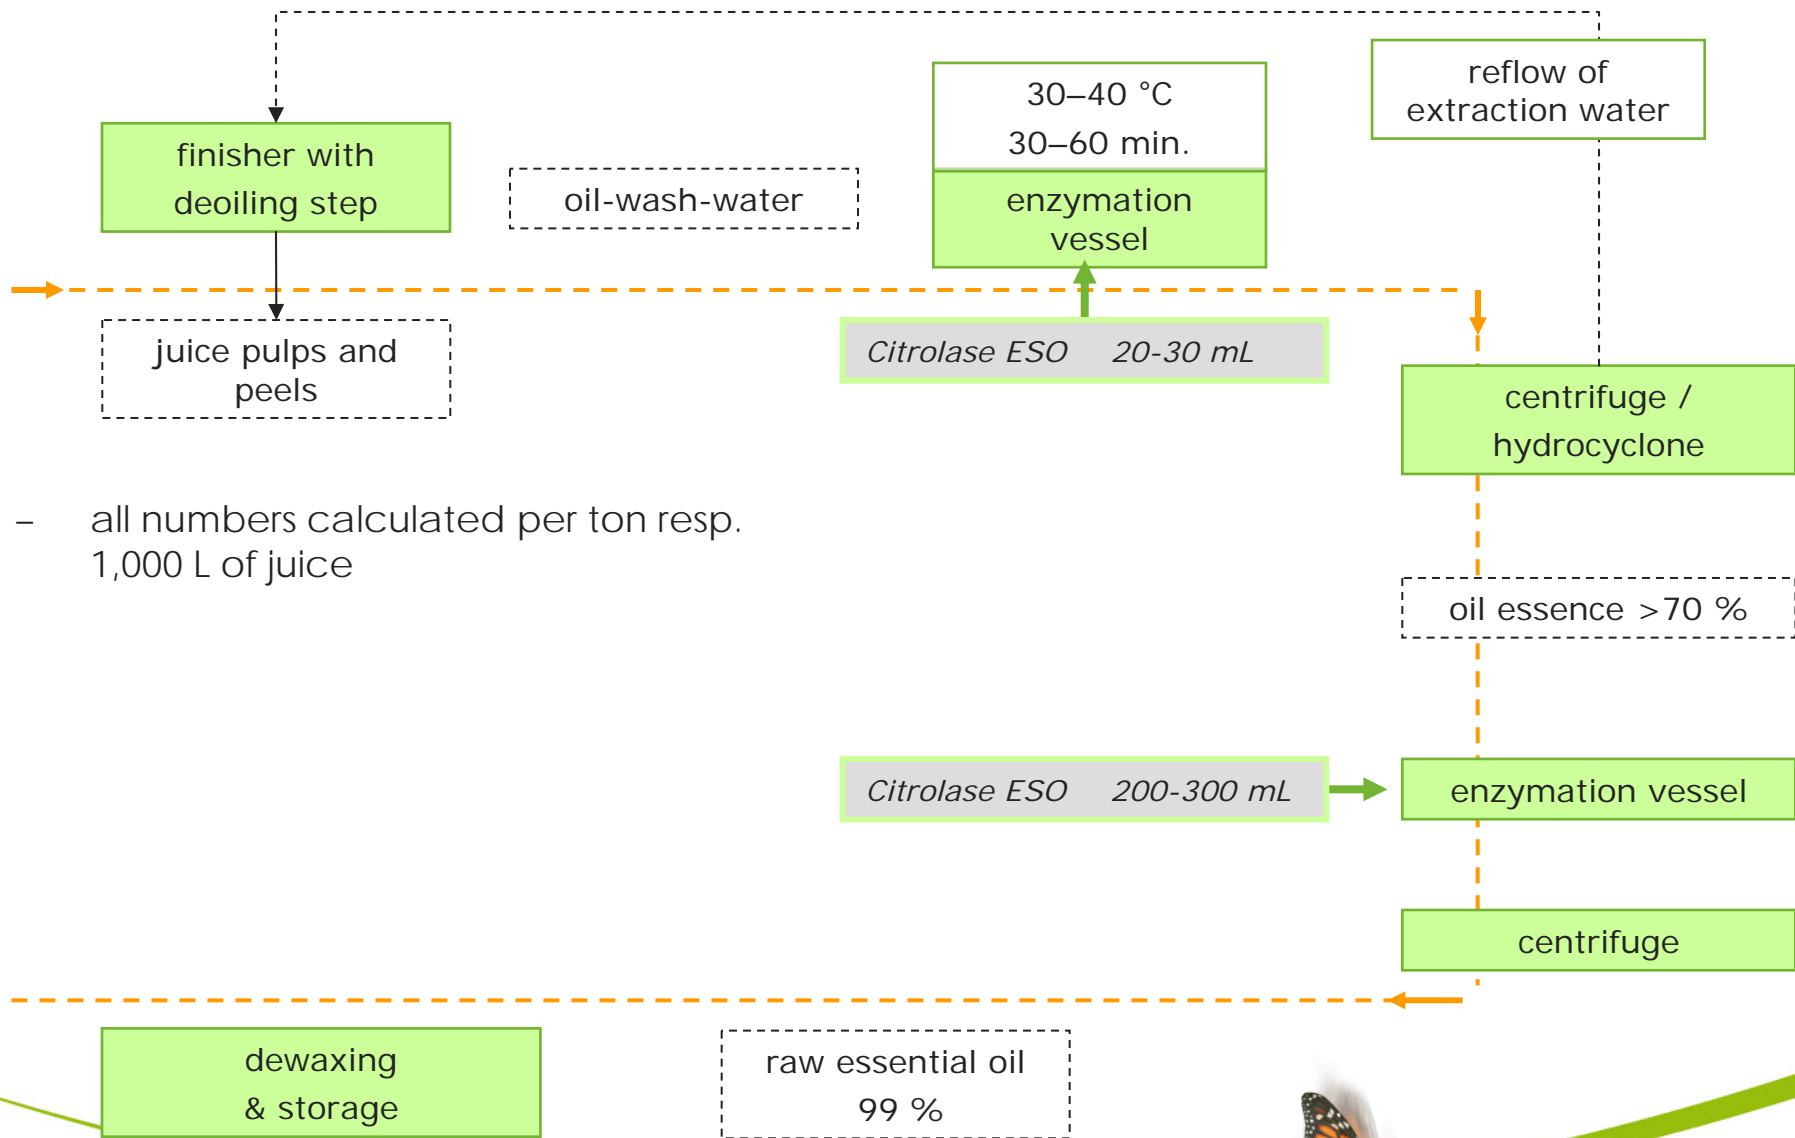 reflow of
extraction water
30–40 °C
30–60 min.
finisher with
deoiling step
oil-wash-water
enzymation
vessel
juice pulps and
peels
Citrolase ESO 20-30 mL
centrifuge /
hydrocyclone
– all numbers calculated per ton resp.
1,000 L of juice
oil essence >70 %
Citrolase ESO 200-300 mL
enzymation vessel
centrifuge
dewaxing
& storage
raw essential oil
99 %